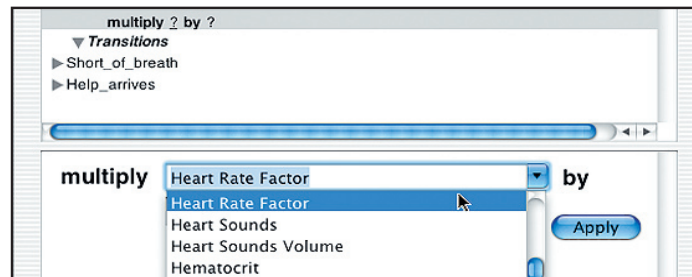 multiply ? by ?
Transitions
Short_of_breath
Help_arrives
multiply Heart Rate Factor by
Heart Rate Factor
Heart Sounds
Apply
Heart Sounds Volume
Hematocrit